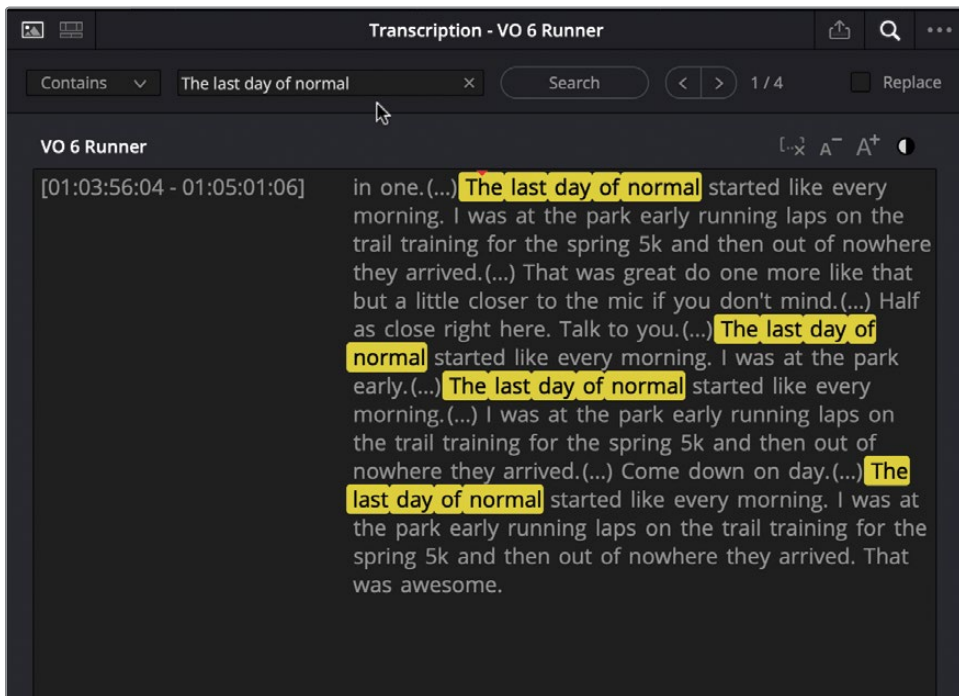 Transcription - VO 6 Runner
Contains The last day of normal × Search < > 1 / 4 Replace
VO 6 Runner [...x A− A+
[01:03:56:04 - 01:05:01:06] in one.(...) The last day of normal started like every
morning. I was at the park early running laps on the
trail training for the spring 5k and then out of nowhere
they arrived.(...) That was great do one more like that
but a little closer to the mic if you don't mind.(...) Half
as close right here. Talk to you.(...) The last day of
normal started like every morning. I was at the park
early.(...) The last day of normal started like every
morning.(...) I was at the park early running laps on
the trail training for the spring 5k and then out of
nowhere they arrived.(...) Come down on day.(...) The
last day of normal started like every morning. I was at
the park early running laps on the trail training for the
spring 5k and then out of nowhere they arrived. That
was awesome.